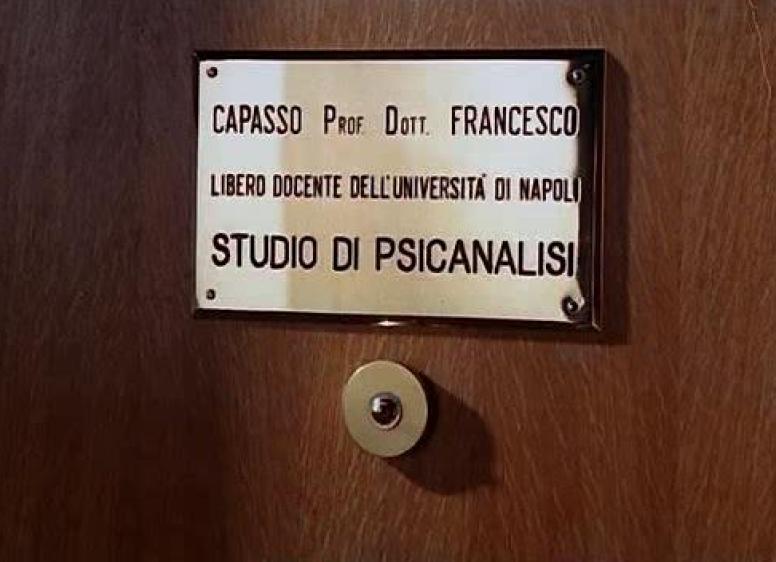 CAPASSO PROF. DOTT. FRANCESCO
LIBERO DOCENTE DELL'UNIVERSITÀ DI NAPOLI
STUDIO DI PSICANALISI